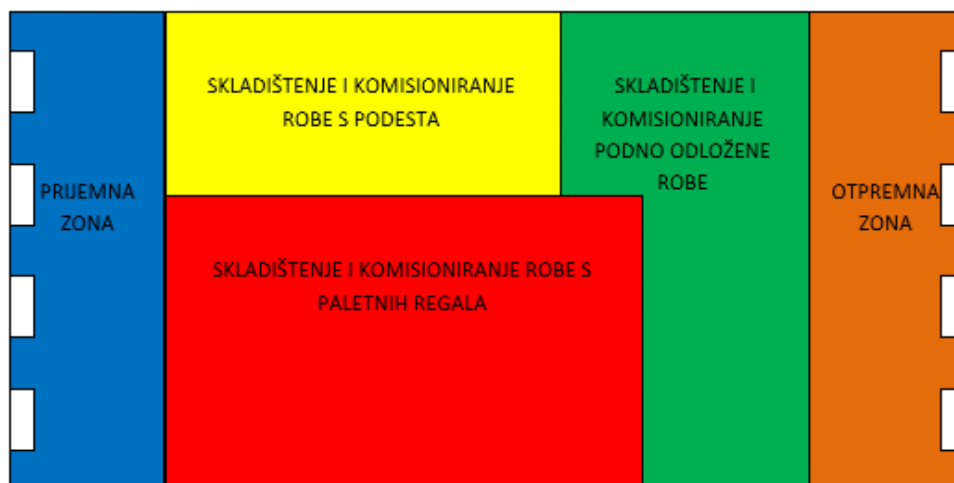 PRIJEMNA
ZONA
SKLADIŠTENJE I KOMISIONIRANJE
ROBE S PODESTA
SKLADIŠTENJE I KOMISIONIRANJE ROBE S
PALETNIH REGALA
SKLADIŠTENJE I
KOMISIONIRANJE
PODNO ODLOŽENE
ROBE
OTPREMNA
ZONA